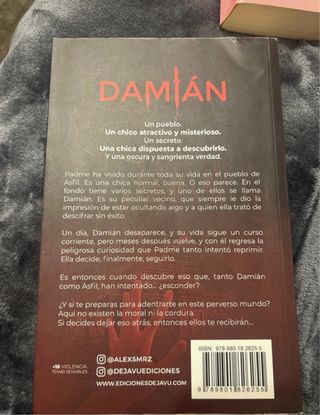 DAMIÁN
Un pueblo.
Un chico atractivo y misterioso.
Un secreto.
Una chica dispuesta a descubrirlo.
Y una oscura y sangrienta verdad.
Padme ha vivido durante toda su vida en el pueblo de
Asfil. Es una chica normal, buena. O eso parece. En el
fondo tiene varios secretos, y uno de ellos se llama
Damián. Es su peculiar vecino, que siempre le dio la
impresión de estar ocultando algo y a quien ella trató de
descifrar sin éxito.
Un día, Damián desaparece, y su vida sigue un curso
corriente, pero meses después vuelve, y con él regresa la
peligrosa curiosidad que Padme tanto intentó reprimir.
Ella decide, finalmente, seguirlo.
Es entonces cuando descubre eso que, tanto Damián
como Asfil, han intentado... ¿esconder?
¿Y si te preparas para adentrarte en este perverso mundo?
Aquí no existen la moral ni la cordura.
Si decides dejar eso atrás, entonces ellos te recibirán...
+18 VIOLENCIA,
TEMAS SENSIBLES.
@ALEXSMRZ
@DEJAVUEDICIONES
WWW.EDICIONESDEJAVU.COM
ISBN: 978-980-18-2625-5
9 789801 826255